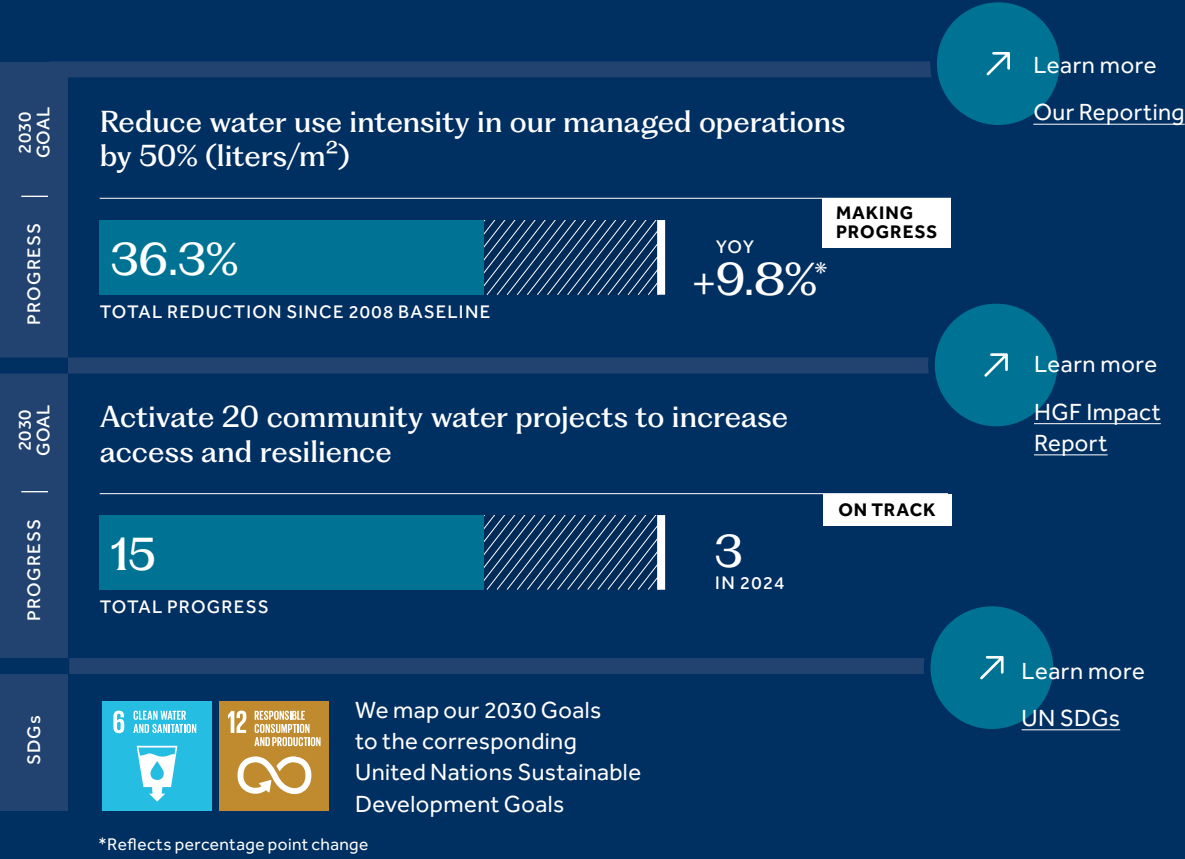 Learn more
Our Reporting
2030
GOAL
PROGRESS
Reduce water use intensity in our managed operations
by 50% (liters/m²)
MAKING
PROGRESS
36.3%
YOY
+9.8%*
TOTAL REDUCTION SINCE 2008 BASELINE
Learn more
HGF Impact
Report
2030
GOAL
PROGRESS
Activate 20 community water projects to increase
access and resilience
ON TRACK
15
3
IN 2024
TOTAL PROGRESS
Learn more
UN SDGs
SDGs
6 CLEAN WATER
AND SANITATION
12 RESPONSIBLE
CONSUMPTION
AND PRODUCTION
We map our 2030 Goals
to the corresponding
United Nations Sustainable
Development Goals
*Reflects percentage point change